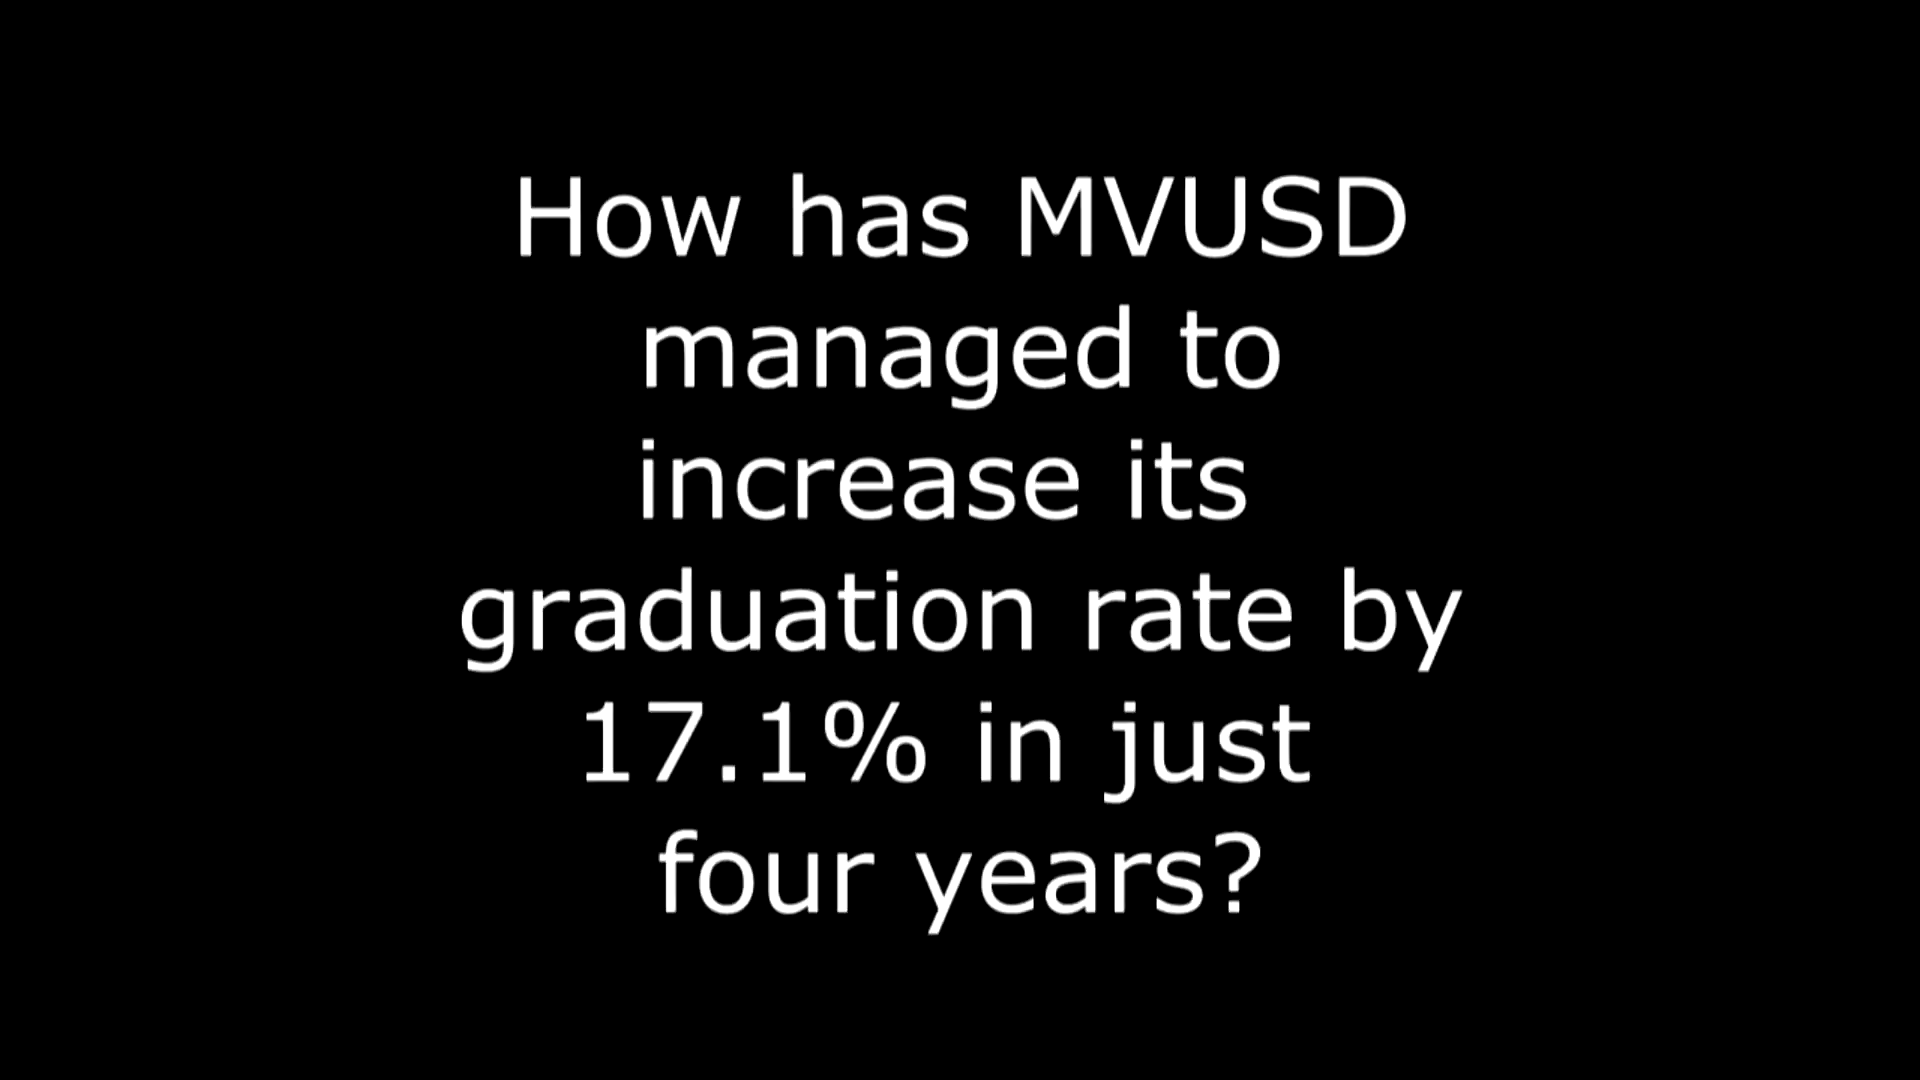 How has MVUSD
managed to
increase its
graduation rate by
17.1% in just
four years?